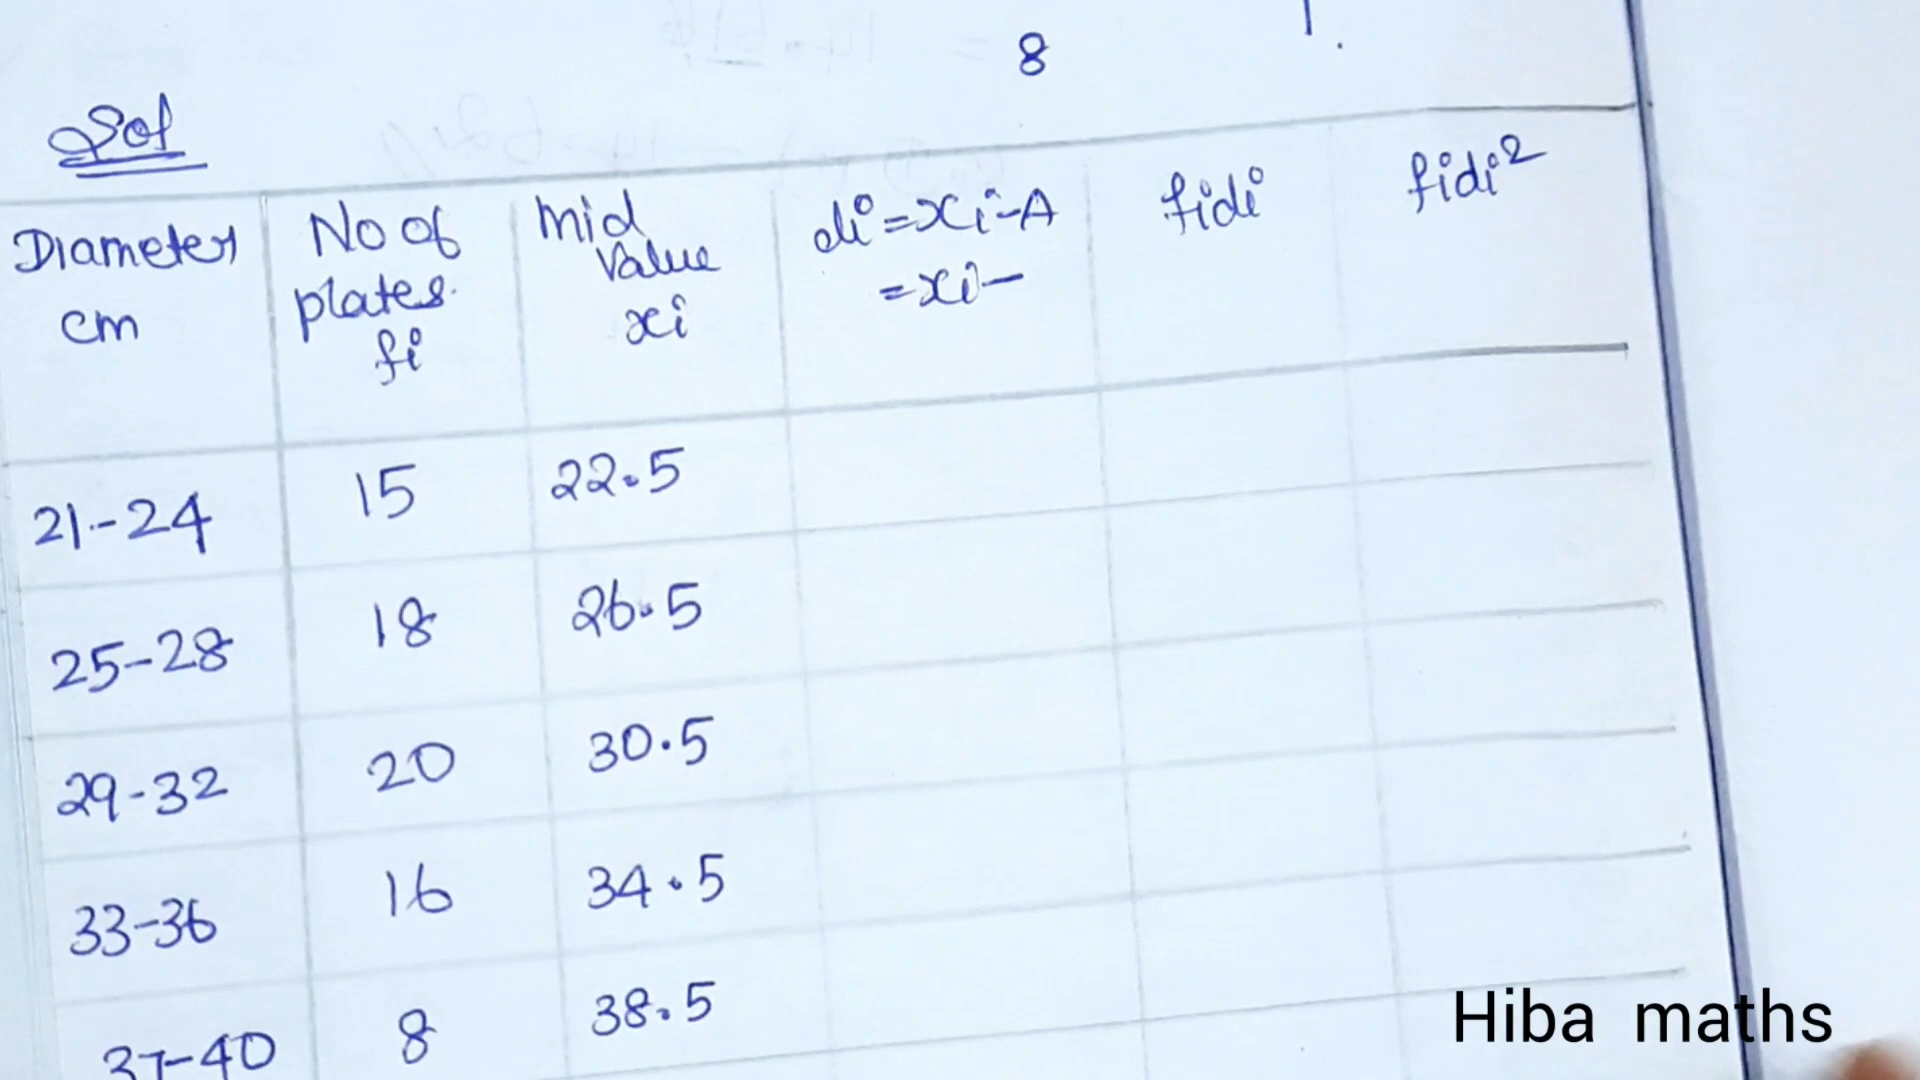 8
Sol
Diameter cm | No of plates. fi | Mid Value xi | di=xi-A =xi- | fidi | fidi²
21-24 | 15 | 22.5
25-28 | 18 | 26.5
29-32 | 20 | 30.5
33-36 | 16 | 34.5
37-40 | 8 | 38.5
Hiba maths